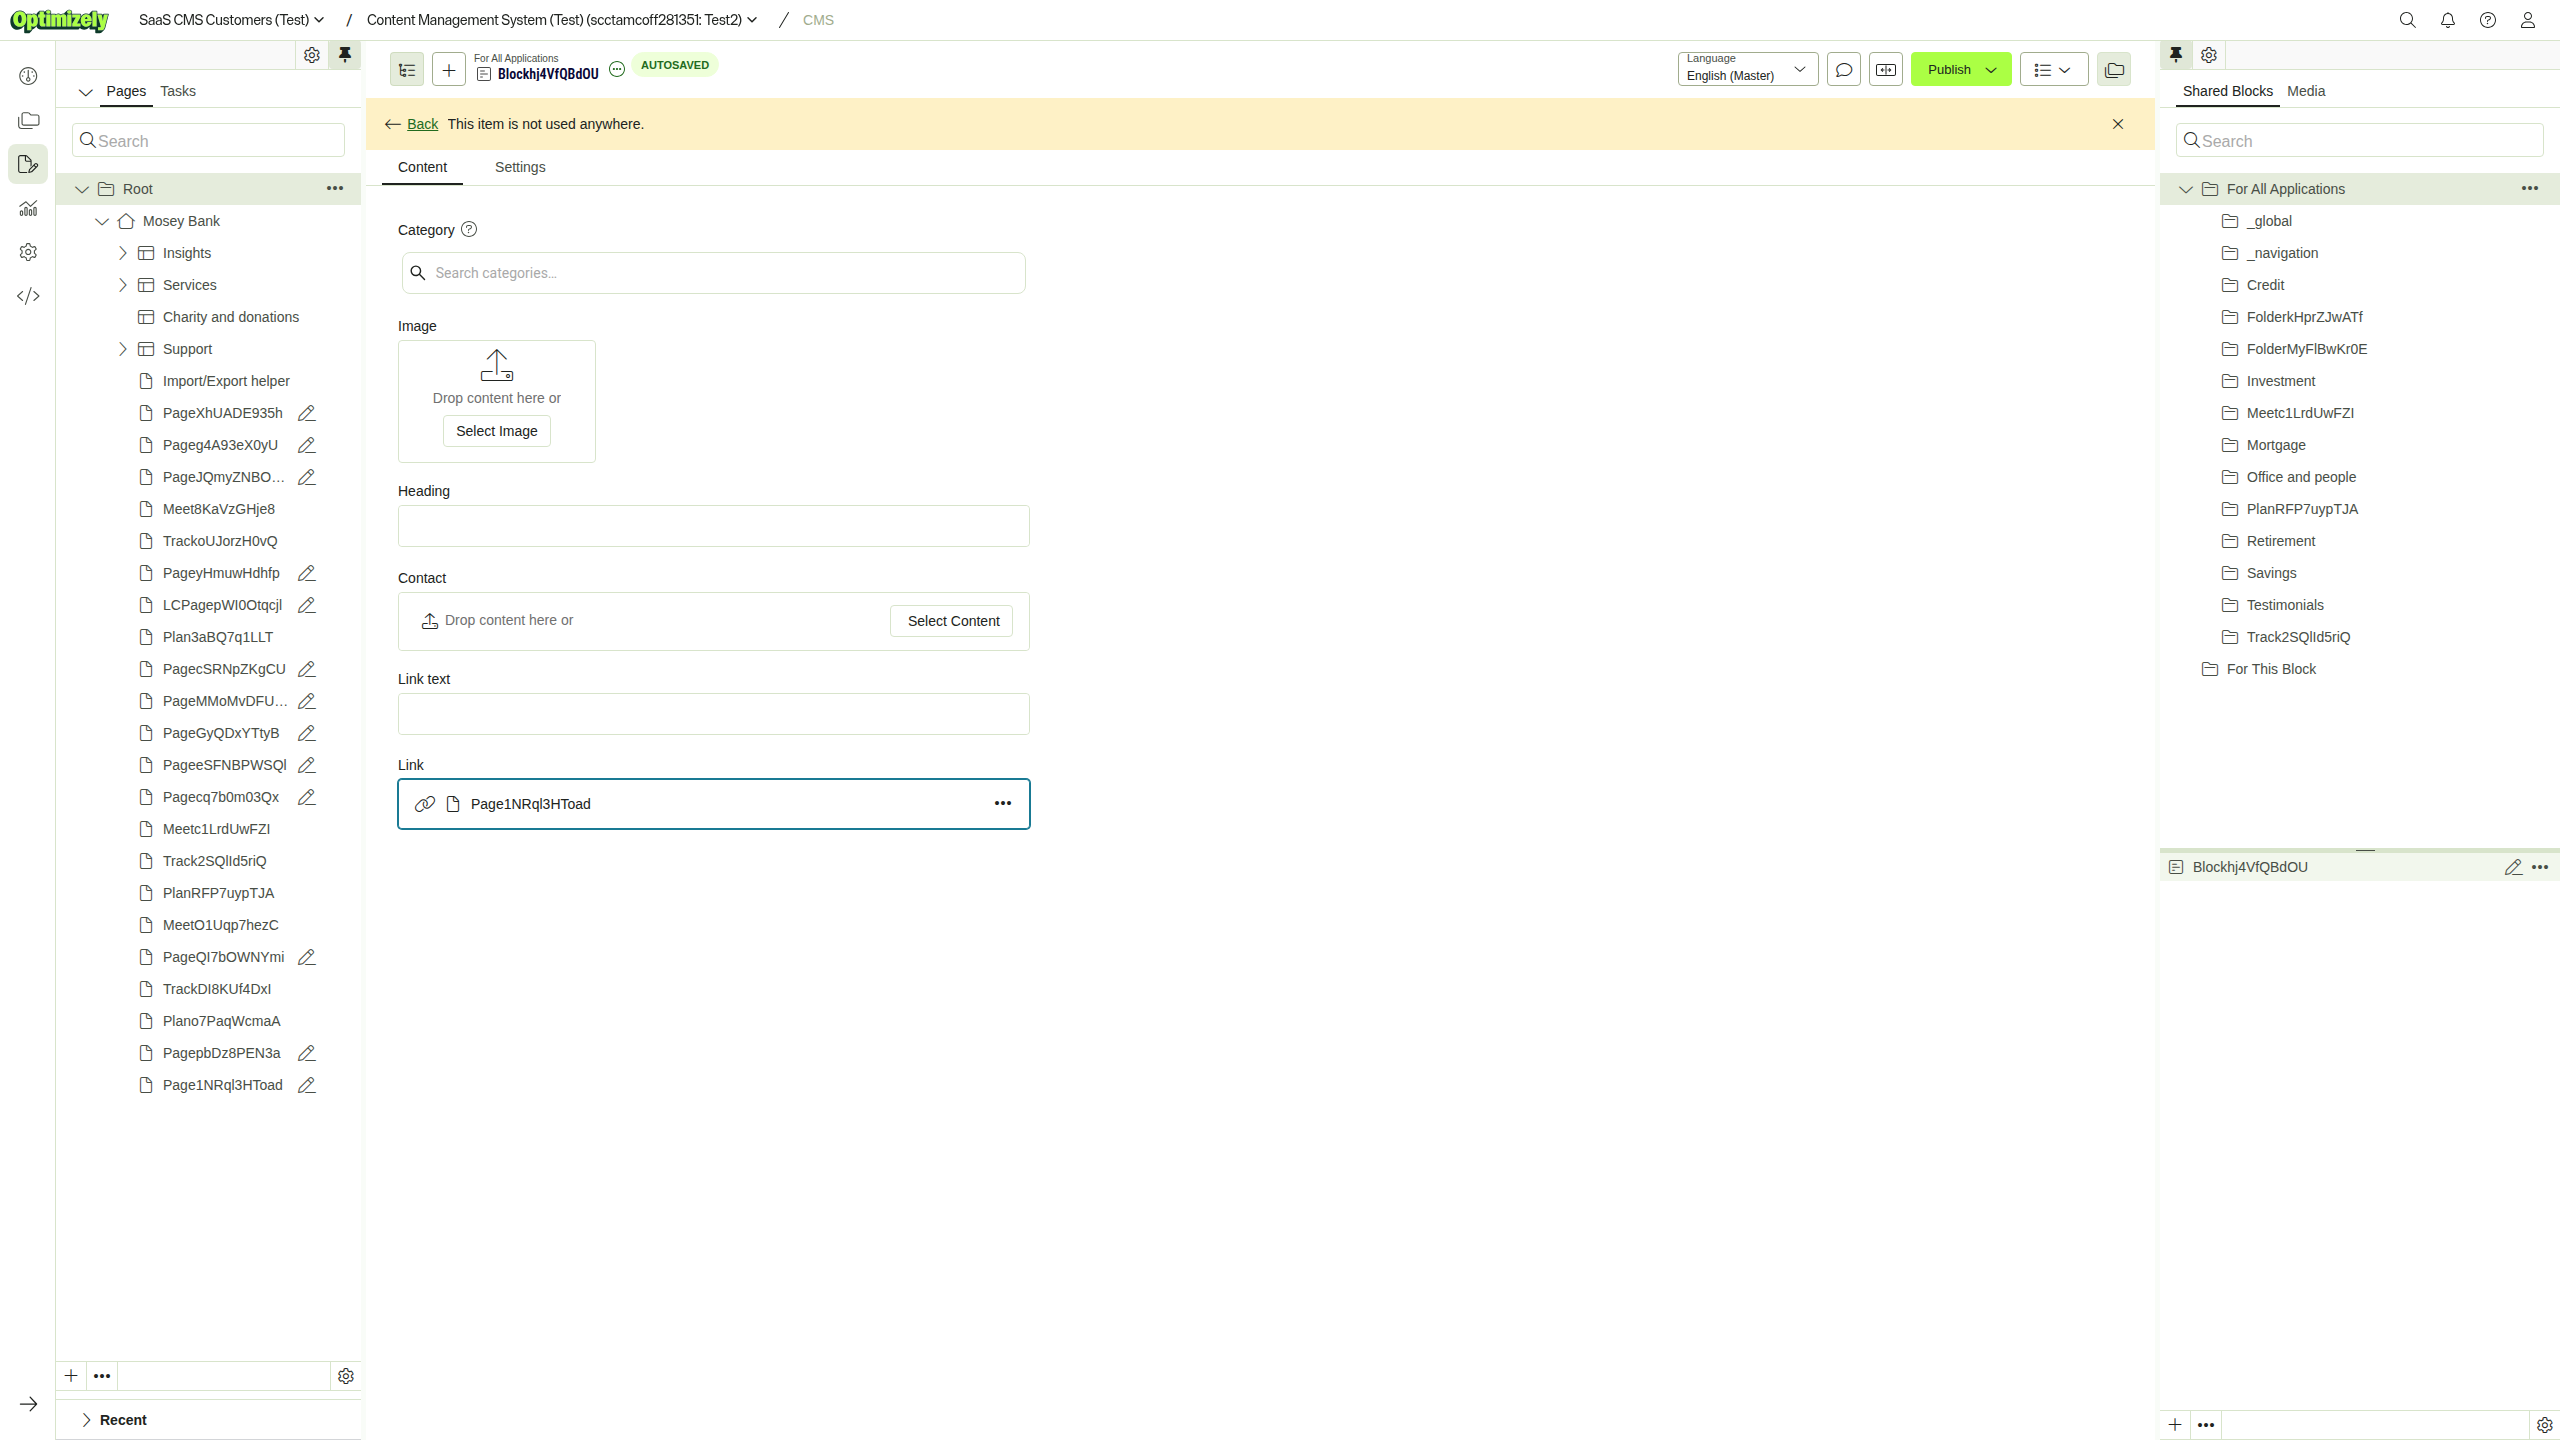 Optimizely
SaaS CMS Customers (Test) / Content Management System (Test) (scctamcoff281351: Test2) / CMS
Pages Tasks
Search
Root
Mosey Bank
Insights
Services
Charity and donations
Support
Import/Export helper
PageXhUADE935h
Pageg4A93eX0yU
PageJQmyZNBO...
Meet8KaVzGHje8
TrackoUJorzH0vQ
PageyHmuwHdhfp
LCPagepWI0Otqcjl
Plan3aBQ7q1LLT
PagecSRNpZKgCU
PageMMoMvDFU...
PageGyQDxYTtyB
PageeSFNBPWSQl
Pagecq7b0m03Qx
Meetc1LrdUwFZI
Track2SQlId5riQ
PlanRFP7uypTJA
MeetO1Uqp7hezC
PageQI7bOWNYmi
TrackDI8KUf4DxI
Plano7PaqWcmaA
PagepbDz8PEN3a
Page1NRql3HToad
Recent
For All Applications
Blockhj4VfQBdOU
AUTOSAVED
Language
English (Master)
Publish
Back This item is not used anywhere.
Content Settings
Category
Search categories...
Image
Drop content here or
Select Image
Heading
Contact
Drop content here or
Select Content
Link text
Link
Page1NRql3HToad
Shared Blocks Media
Search
For All Applications
_global
_navigation
Credit
FolderkHprZJwATf
FolderMyFlBwKr0E
Investment
Meetc1LrdUwFZI
Mortgage
Office and people
PlanRFP7uypTJA
Retirement
Savings
Testimonials
Track2SQlId5riQ
For This Block
Blockhj4VfQBdOU